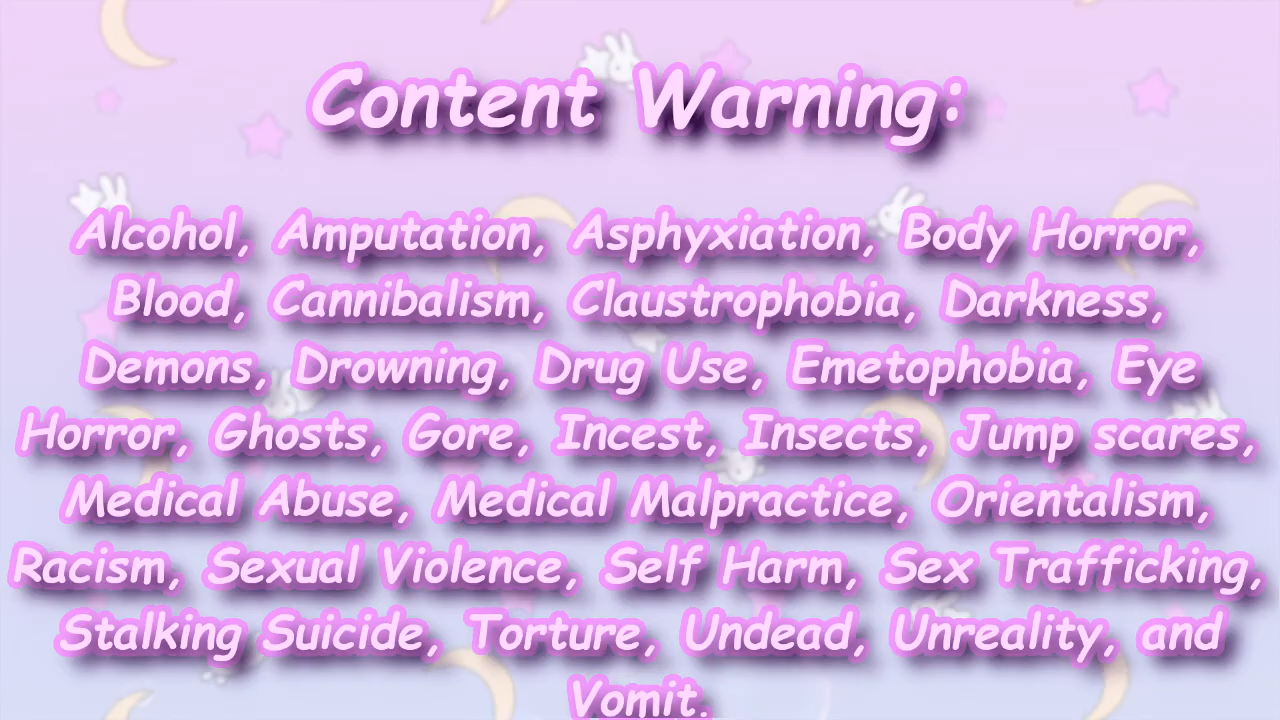 Content Warning:
Alcohol, Amputation, Asphyxiation, Body Horror,
Blood, Cannibalism, Claustrophobia, Darkness,
Demons, Drowning, Drug Use, Emetophobia, Eye
Horror, Ghosts, Gore, Incest, Insects, Jump scares,
Medical Abuse, Medical Malpractice, Orientalism,
Racism, Sexual Violence, Self Harm, Sex Trafficking,
Stalking Suicide, Torture, Undead, Unreality, and
Vomit.